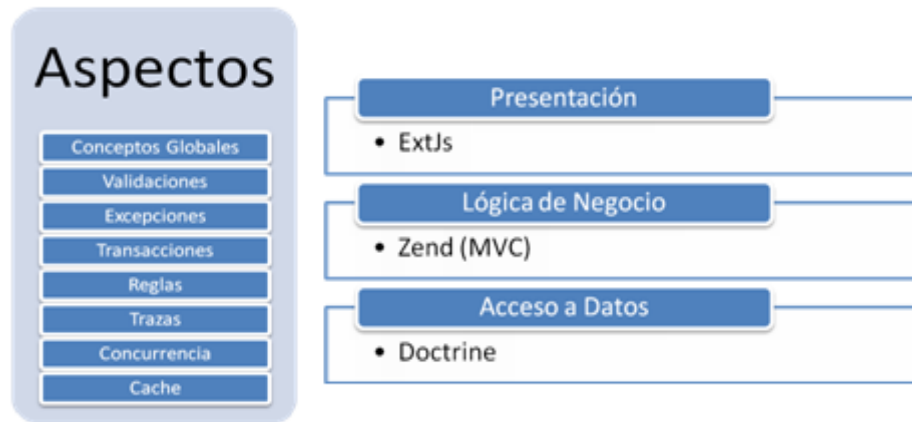 Aspectos
Conceptos Globales
Validaciones
Excepciones
Transacciones
Reglas
Trazas
Concurrencia
Cache
Presentación
• ExtJs
Lógica de Negocio
• Zend (MVC)
Acceso a Datos
• Doctrine